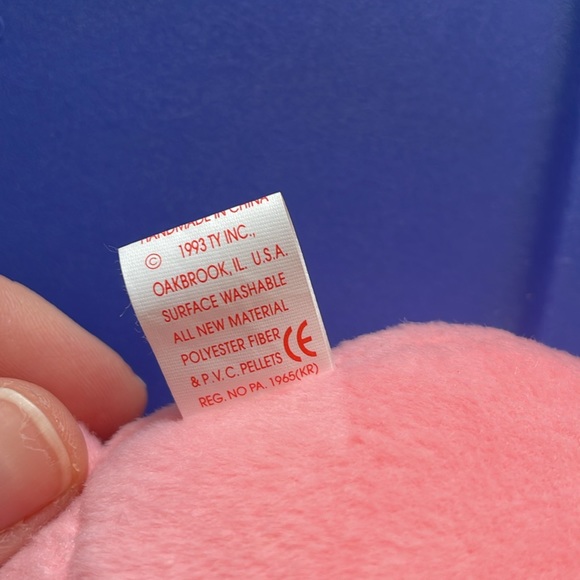 HANDMADE IN CHINA
© 1993 TY INC.,
OAKBROOK, IL. U.S.A.
SURFACE WASHABLE
ALL NEW MATERIAL
POLYESTER FIBER
& P.V.C. PELLETS CE
REG. NO PA. 1965(KR)